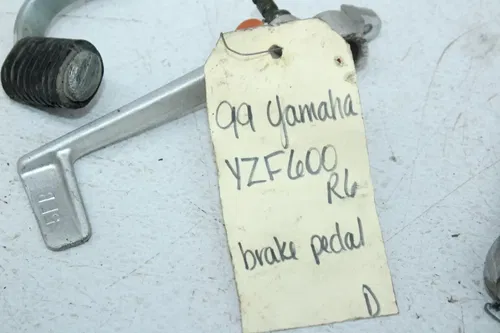 99 Yamaha
YZF600
R6
brake pedal
D